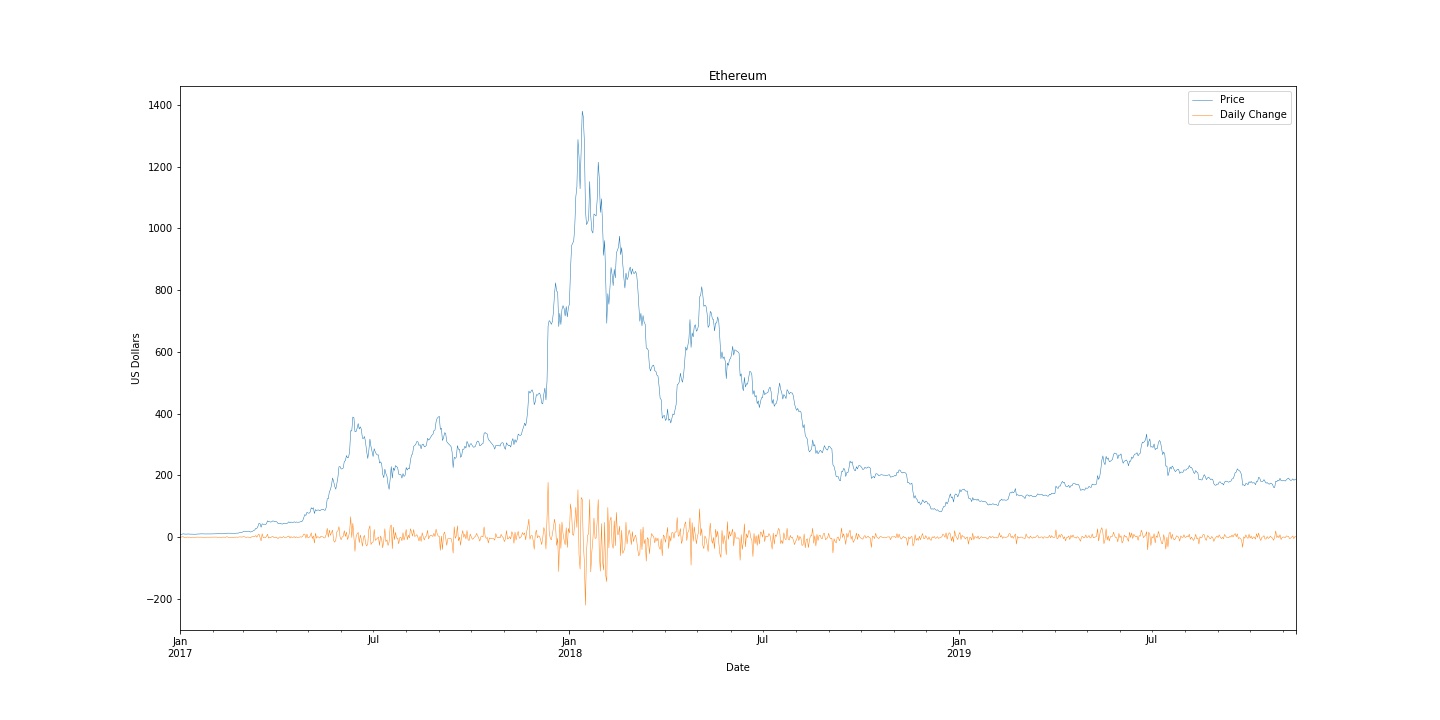 Ethereum
Price
Daily Change
1400
1200
1000
800
600
400
200
0
−200
US Dollars
Jan Jul Jan Jul Jan Jul
2017 2018 2019
Date